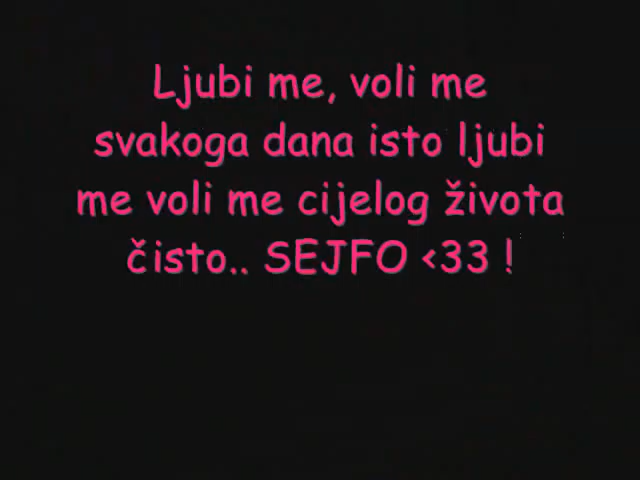 Ljubi me, voli me
svakoga dana isto ljubi
me voli me cijelog života
čisto.. SEJFO <33 !